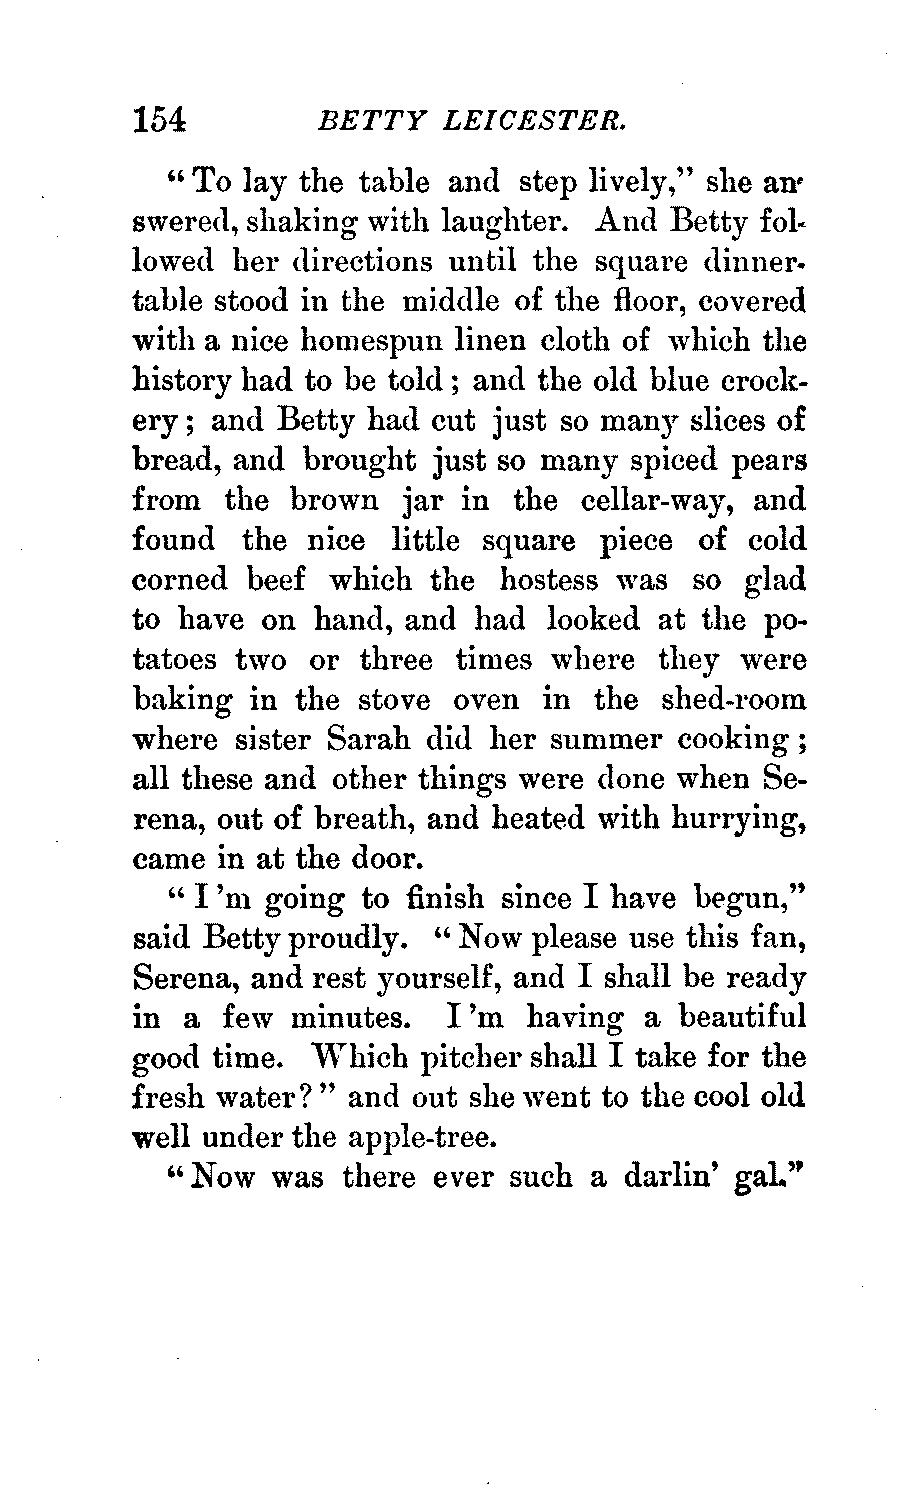 154 BETTY LEICESTER.
“To lay the table and step lively,” she an-
swered, shaking with laughter. And Betty fol-
lowed her directions until the square dinner-
table stood in the middle of the floor, covered
with a nice homespun linen cloth of which the
history had to be told; and the old blue crock-
ery; and Betty had cut just so many slices of
bread, and brought just so many spiced pears
from the brown jar in the cellar-way, and
found the nice little square piece of cold
corned beef which the hostess was so glad
to have on hand, and had looked at the po-
tatoes two or three times where they were
baking in the stove oven in the shed-room
where sister Sarah did her summer cooking;
all these and other things were done when Se-
rena, out of breath, and heated with hurrying,
came in at the door.
“I’m going to finish since I have begun,”
said Betty proudly. “Now please use this fan,
Serena, and rest yourself, and I shall be ready
in a few minutes. I’m having a beautiful
good time. Which pitcher shall I take for the
fresh water?” and out she went to the cool old
well under the apple-tree.
“Now was there ever such a darlin’ gal.”